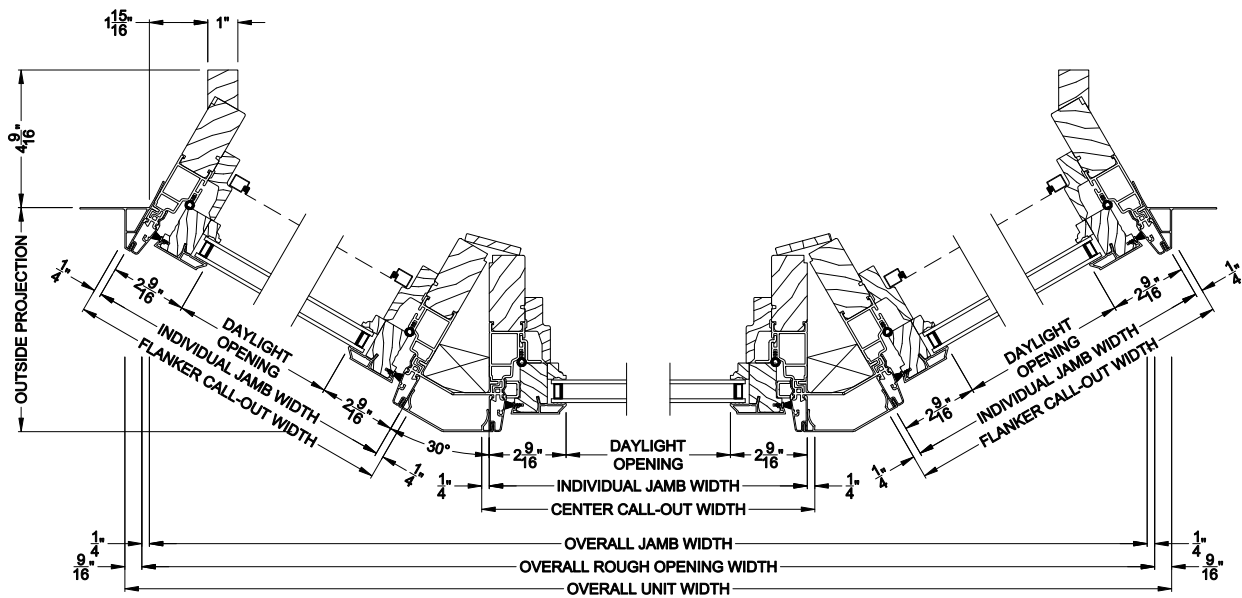 1 15/16"
1"
4 9/16"
OUTSIDE PROJECTION
1/4"
2 9/16"
DAYLIGHT
OPENING
INDIVIDUAL JAMB WIDTH
FLANKER CALL-OUT WIDTH
2 9/16"
1/4"
30°
2 9/16"
DAYLIGHT
OPENING
2 9/16"
1/4"
INDIVIDUAL JAMB WIDTH
1/4"
CENTER CALL-OUT WIDTH
1/4"
2 9/16"
DAYLIGHT
OPENING
INDIVIDUAL JAMB WIDTH
FLANKER CALL-OUT WIDTH
2 9/16"
1/4"
1/4"
OVERALL JAMB WIDTH
1/4"
9/16"
OVERALL ROUGH OPENING WIDTH
9/16"
OVERALL UNIT WIDTH